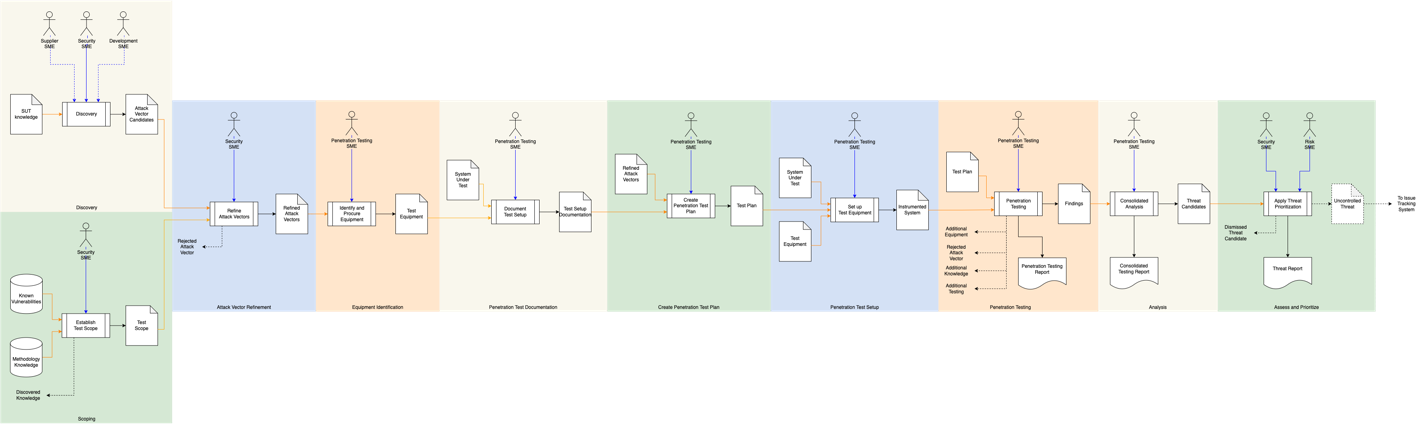 Supplier
SME
Security
SME
Development
SME
SUT
knowledge
Discovery
Attack
Vector
Candidates
Discovery
Security
SME
Known
Vulnerabilities
Methodology
Knowledge
Establish
Test Scope
Test
Scope
Discovered
Knowledge
Scoping
Security
SME
Refine
Attack Vectors
Refined
Attack
Vectors
Rejected
Attack
Vector
Attack Vector Refinement
Penetration Testing
SME
Identify and
Procure
Equipment
Test
Equipment
Equipment Identification
Penetration Testing
SME
System
Under
Test
Document
Test Setup
Test Setup
Documentation
Penetration Test Documentation
Penetration Testing
SME
Refined
Attack
Vectors
Create
Penetration Test
Plan
Test Plan
Create Penetration Test Plan
Penetration Testing
SME
System
Under
Test
Test
Equipment
Set up
Test Equipment
Instrumented
System
Penetration Test Setup
Penetration Testing
SME
Test Plan
Penetration
Testing
Findings
Additional
Equipment
Rejected
Attack
Vector
Additional
Knowledge
Additional
Testing
Penetration Testing
Report
Penetration Testing
Penetration Testing
SME
Consolidated
Analysis
Threat
Candidates
Consolidated
Testing Report
Analysis
Security
SME
Risk
SME
Apply Threat
Prioritization
Uncontrolled
Threat
Dismissed
Threat
Candidate
Threat Report
Assess and Prioritize
To Issue
Tracking
System